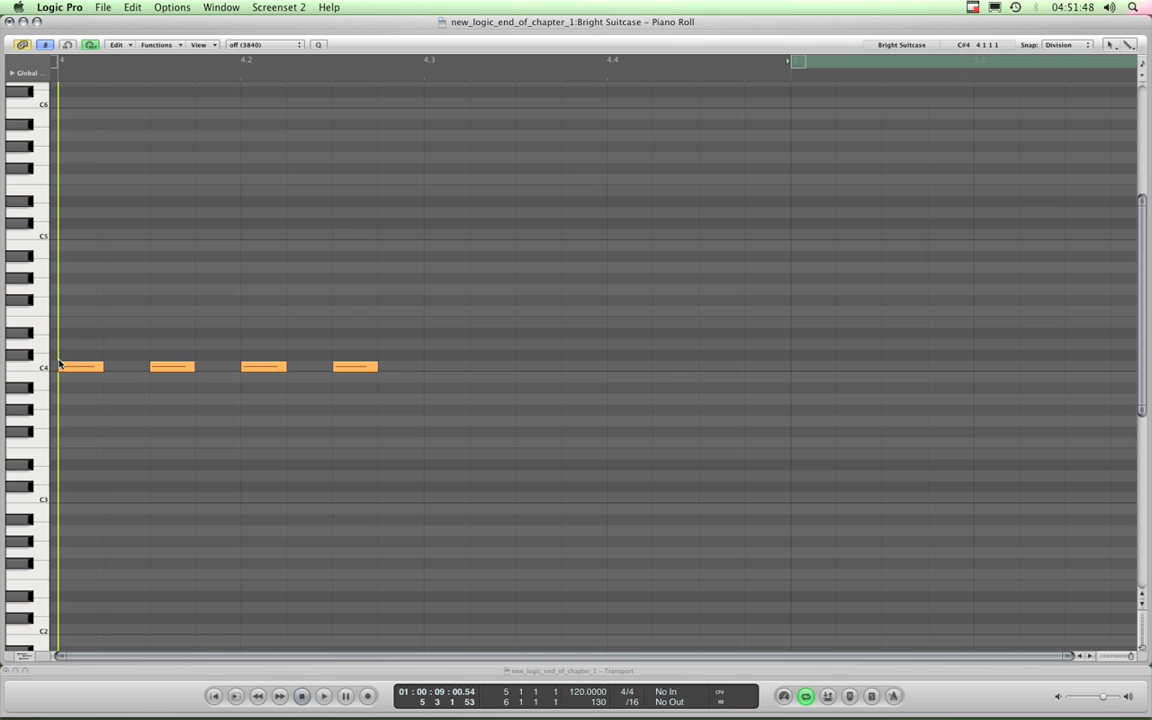 Logic Pro File Edit Options Window Screenset 2 Help 04:51:48
new_logic_end_of_chapter_1:Bright Suitcase – Piano Roll
Edit Functions View off (3840) Q Bright Suitcase C#4 4 1 1 1 Snap: Division
4 4.2 4.3 4.4
Global ...
C6
C5
C4
C3
C2
new_logic_end_of_chapter_1 – Transport
01 : 00 : 09 : 00.54 5 1 1 1 120.0000 4/4 No In CPU
5 3 1 53 6 1 1 1 130 /16 No Out HD